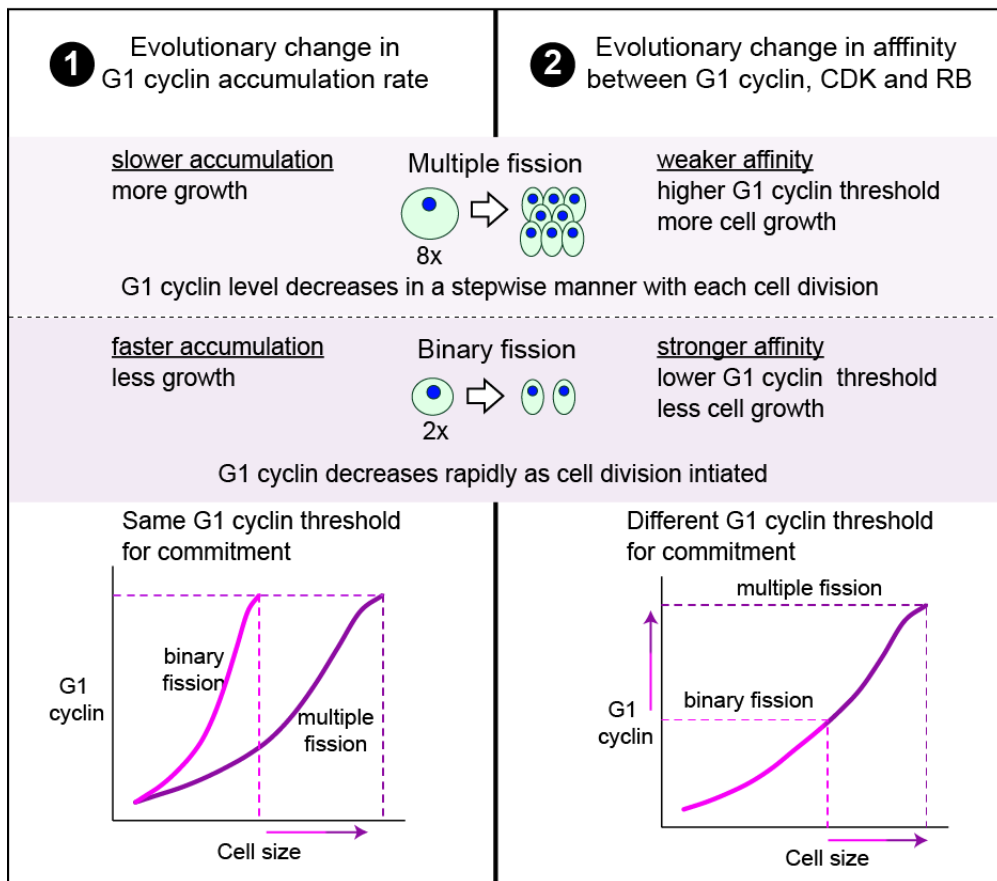 1
Evolutionary change in
G1 cyclin accumulation rate
2
Evolutionary change in afffinity
between G1 cyclin, CDK and RB
slower accumulation
more growth
Multiple fission
8x
weaker affinity
higher G1 cyclin threshold
more cell growth
G1 cyclin level decreases in a stepwise manner with each cell division
faster accumulation
less growth
Binary fission
2x
stronger affinity
lower G1 cyclin threshold
less cell growth
G1 cyclin decreases rapidly as cell division intiated
Same G1 cyclin threshold
for commitment
G1
cyclin
binary
fission
multiple
fission
Cell size
Different G1 cyclin threshold
for commitment
multiple fission
binary fission
G1
cyclin
Cell size